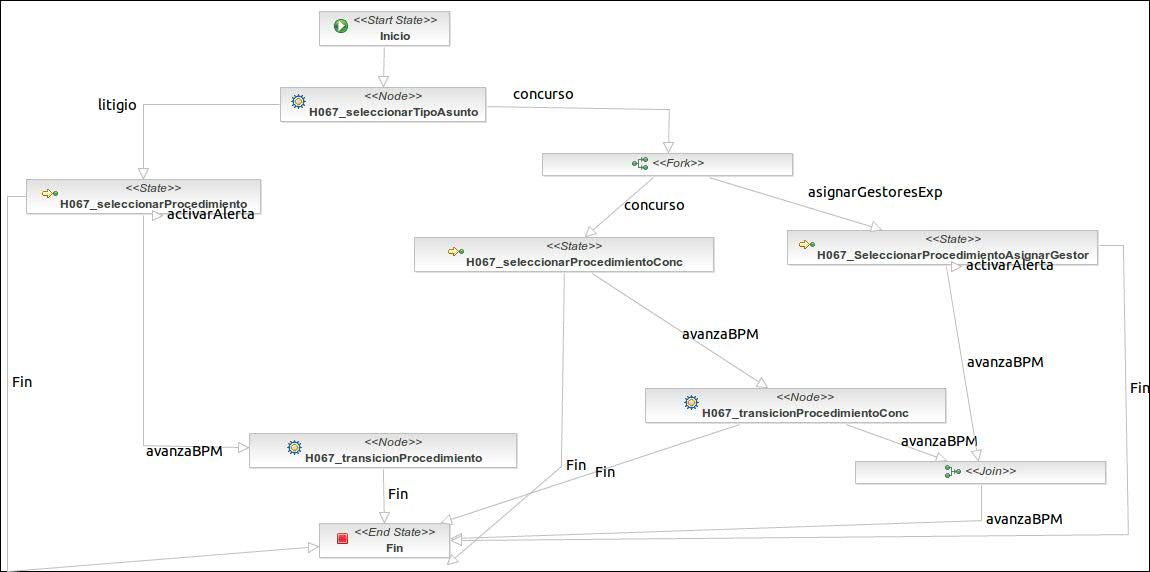 <<Start State>>
Inicio
<<Node>>
H067_seleccionarTipoAsunto
litigio
concurso
<<Fork>>
<<State>>
H067_seleccionarProcedimiento
activarAlerta
concurso
asignarGestoresExp
<<State>>
H067_seleccionarProcedimientoConc
<<State>>
H067_SeleccionarProcedimientoAsignarGestor
activarAlerta
avanzaBPM
avanzaBPM
Fin
Fin
<<Node>>
H067_transicionProcedimientoConc
avanzaBPM
<<Node>>
H067_transicionProcedimiento
avanzaBPM
Fin
Fin
<<Join>>
Fin
avanzaBPM
<<End State>>
Fin